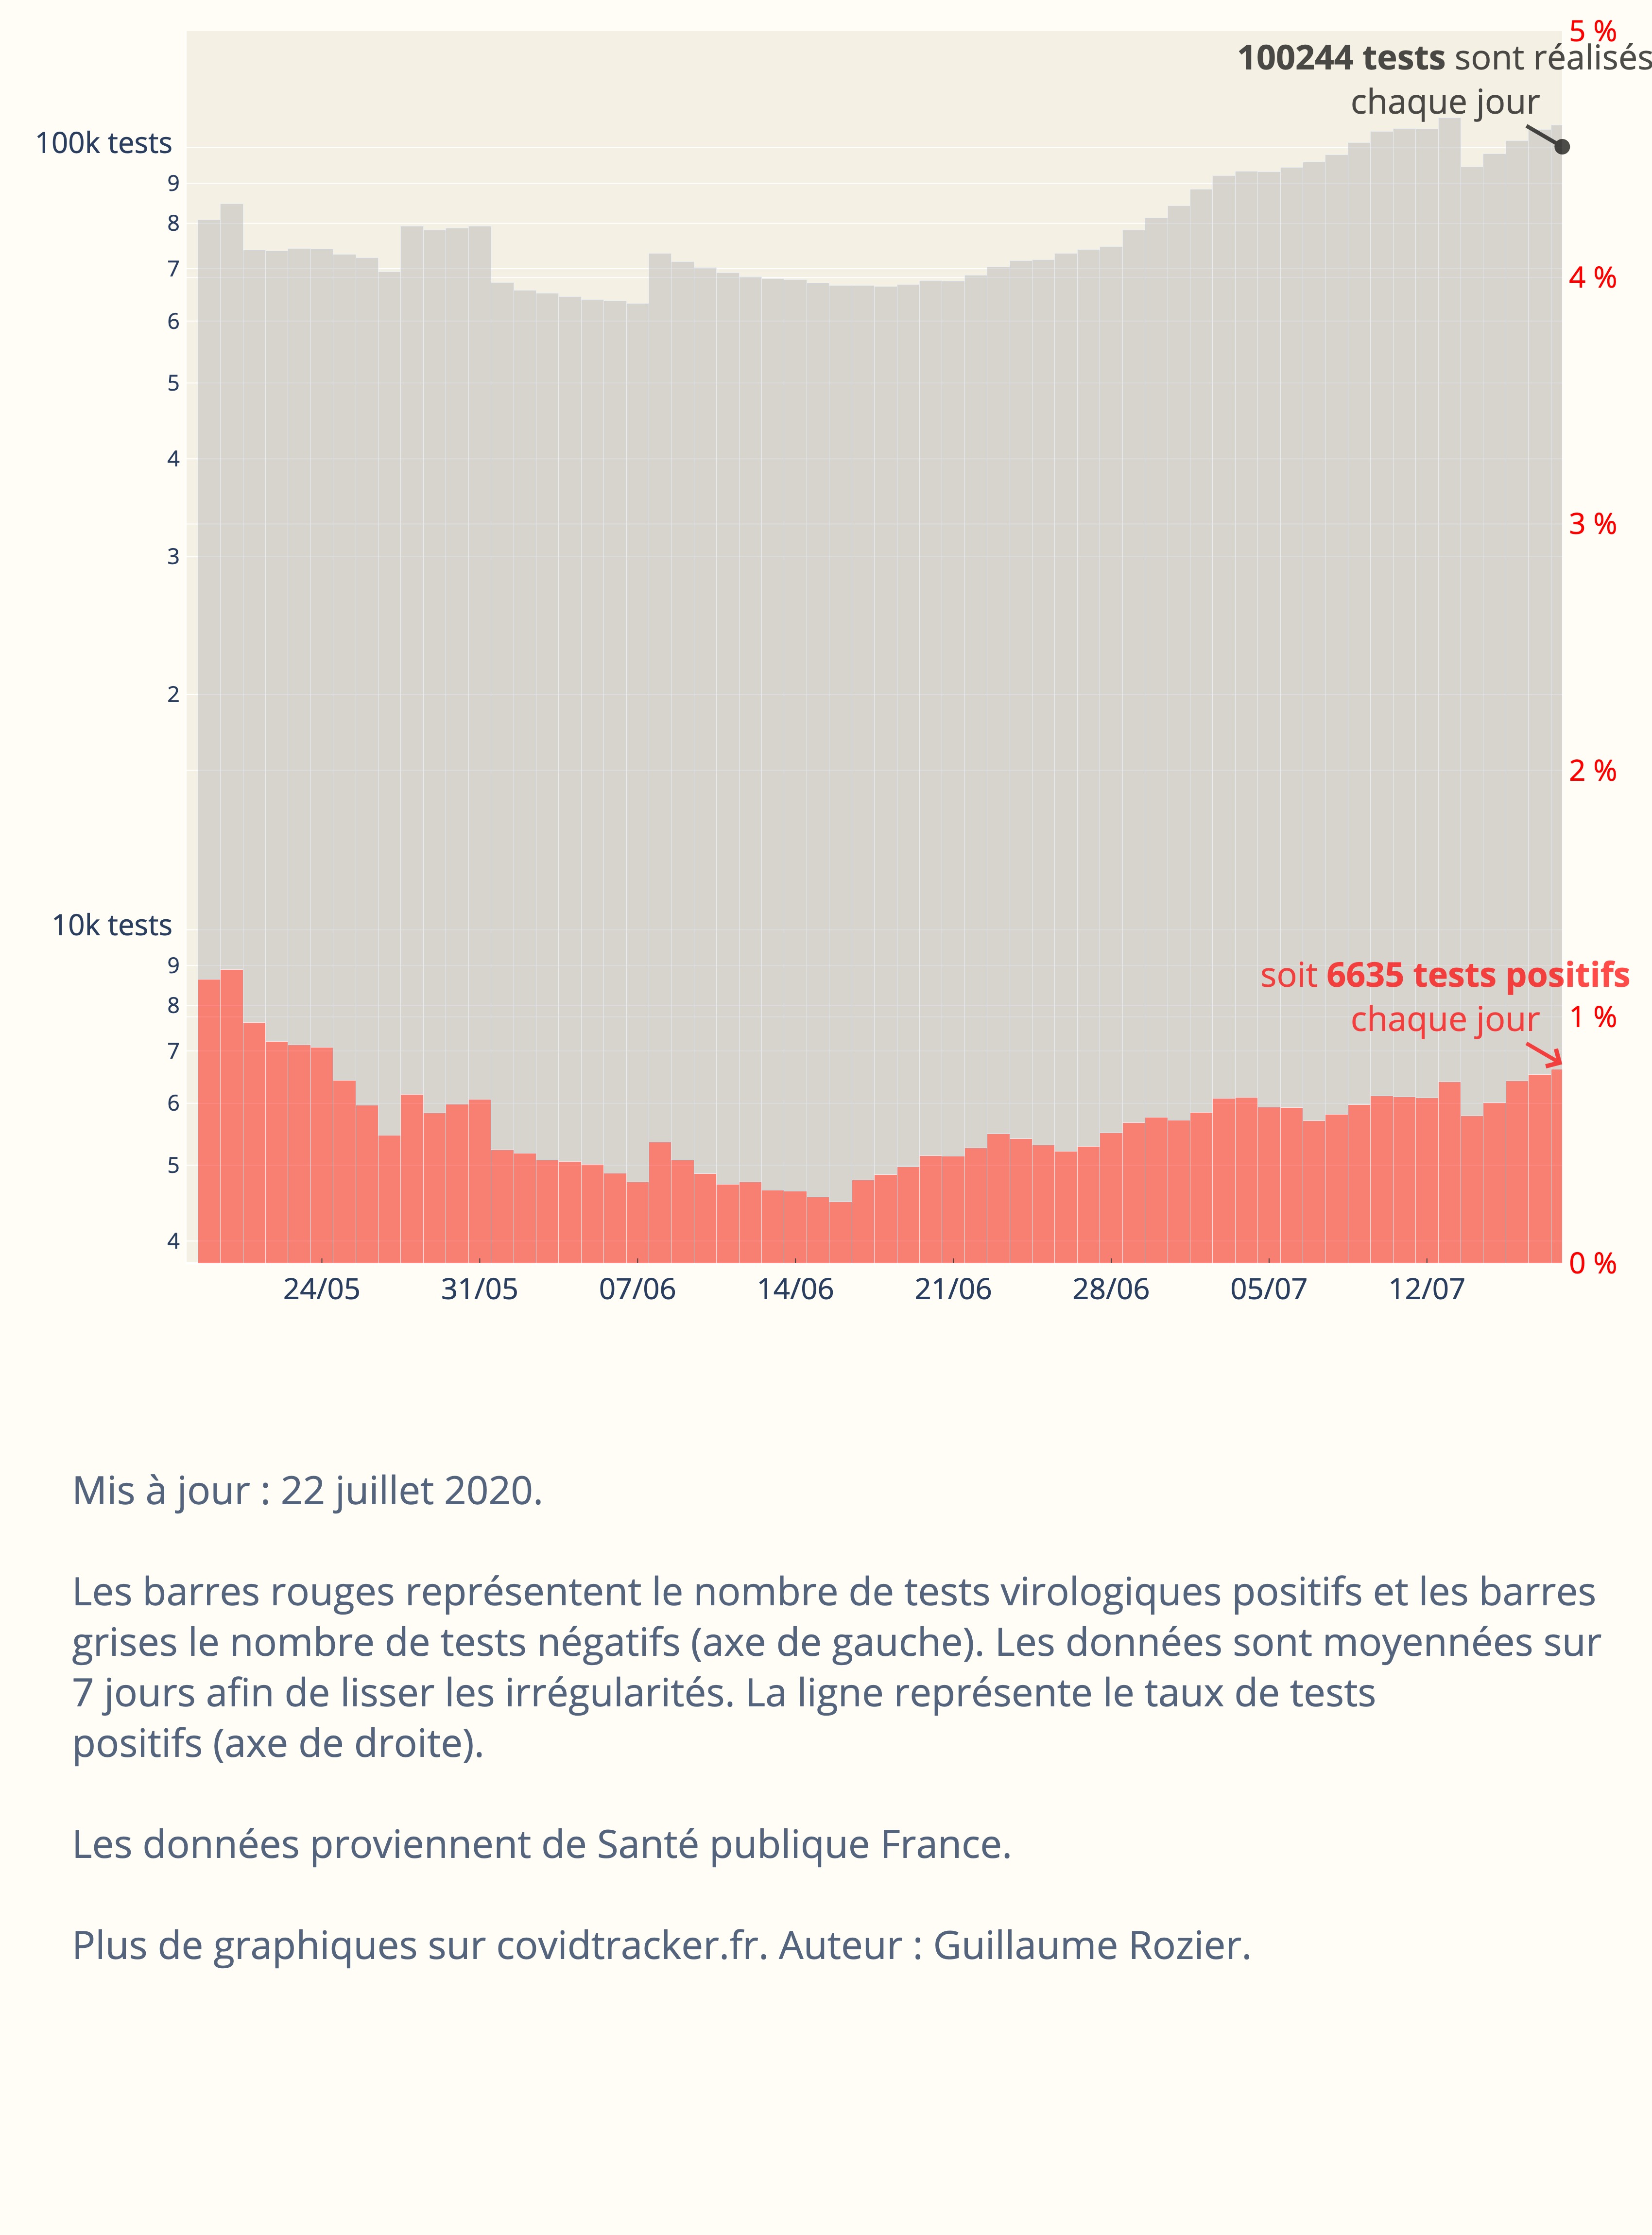 100244 tests sont réalisés
chaque jour
100k tests
9
8
7
6
5
4
3
2
10k tests
9
8
7
6
5
4
5 %
4 %
3 %
2 %
1 %
0 %
soit 6635 tests positifs
chaque jour
24/05
31/05
07/06
14/06
21/06
28/06
05/07
12/07
Mis à jour : 22 juillet 2020.
Les barres rouges représentent le nombre de tests virologiques positifs et les barres
grises le nombre de tests négatifs (axe de gauche). Les données sont moyennées sur
7 jours afin de lisser les irrégularités. La ligne représente le taux de tests
positifs (axe de droite).
Les données proviennent de Santé publique France.
Plus de graphiques sur covidtracker.fr. Auteur : Guillaume Rozier.